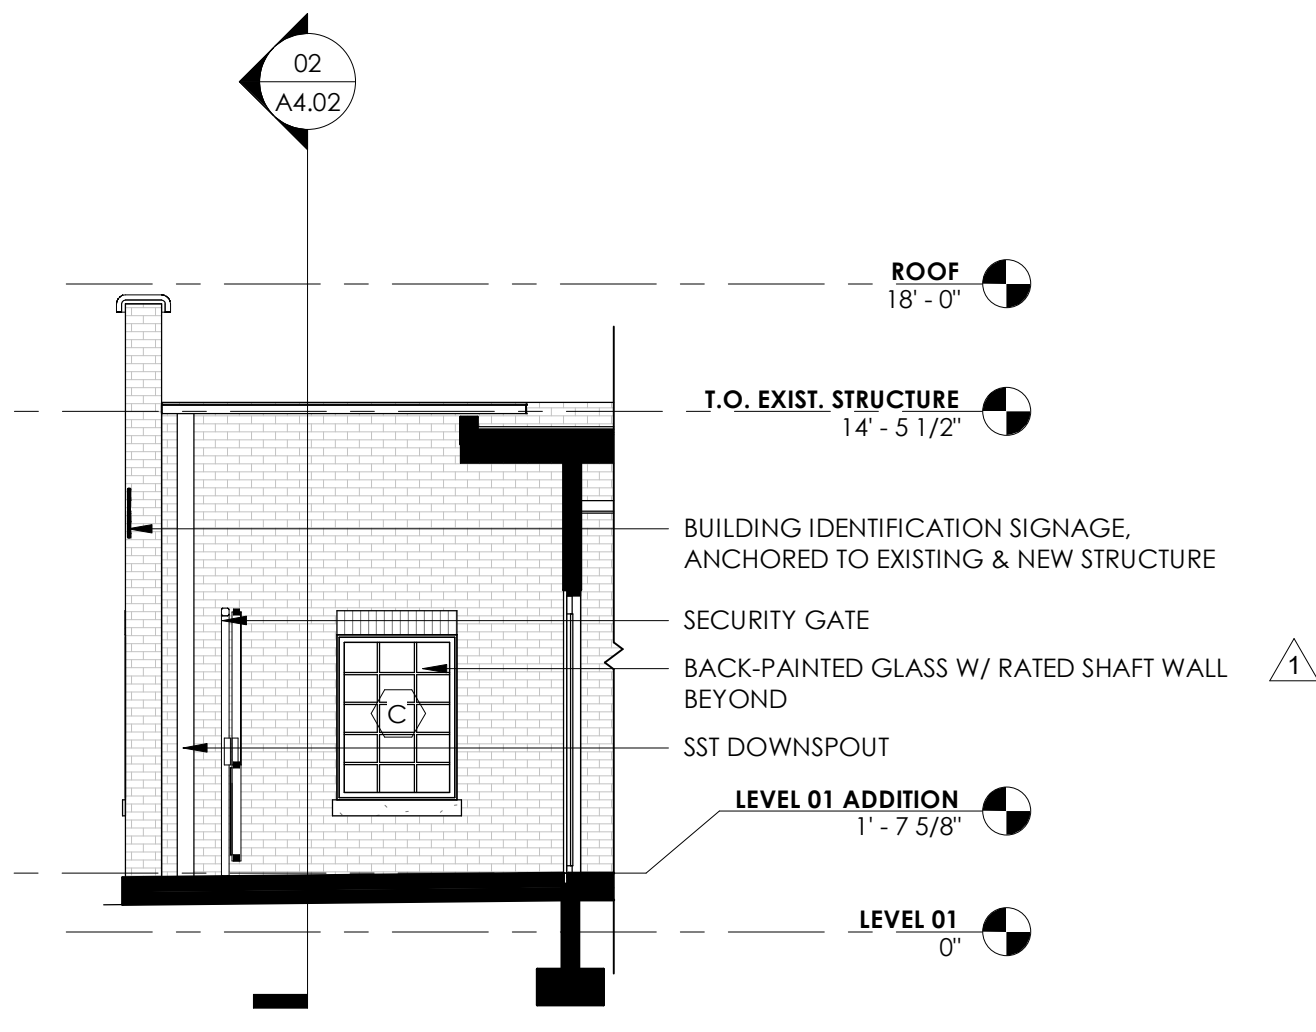 02
A4.02
ROOF
18' - 0"
T.O. EXIST. STRUCTURE
14' - 5 1/2"
BUILDING IDENTIFICATION SIGNAGE,
ANCHORED TO EXISTING & NEW STRUCTURE
SECURITY GATE
BACK-PAINTED GLASS W/ RATED SHAFT WALL
BEYOND
1
C
SST DOWNSPOUT
LEVEL 01 ADDITION
1' - 7 5/8"
LEVEL 01
0"